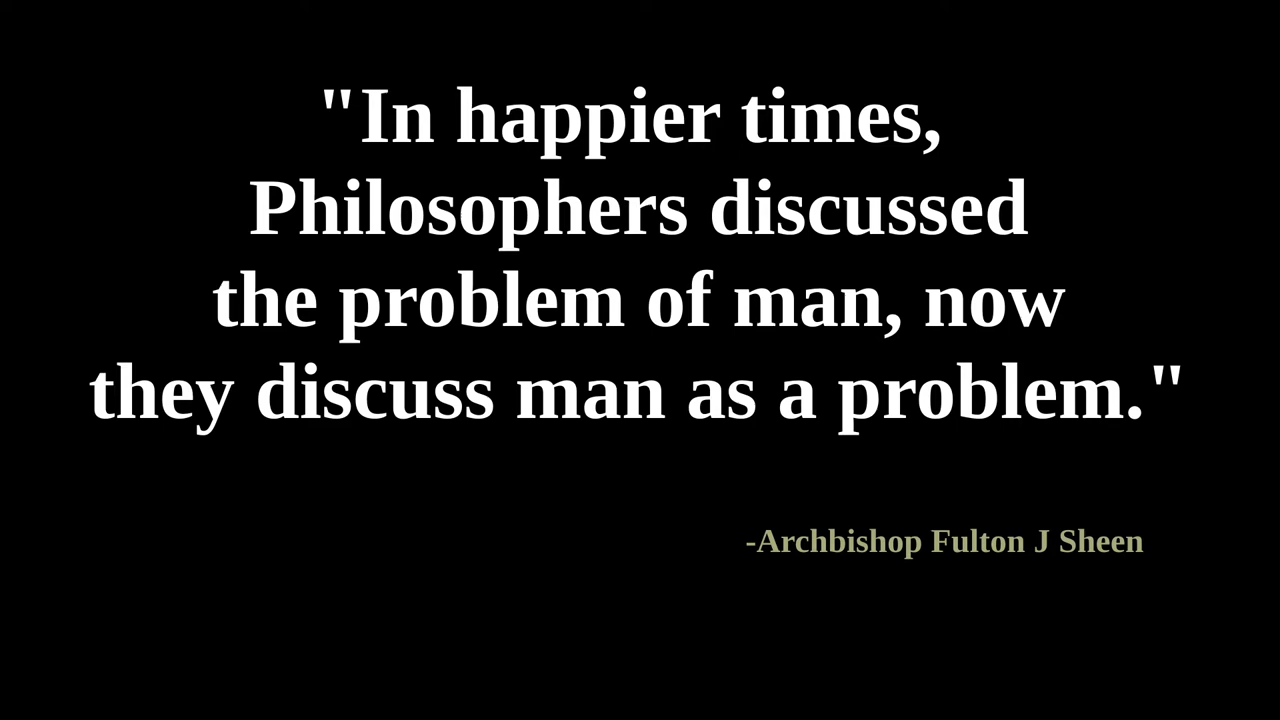 "In happier times,
Philosophers discussed
the problem of man, now
they discuss man as a problem."
-Archbishop Fulton J Sheen